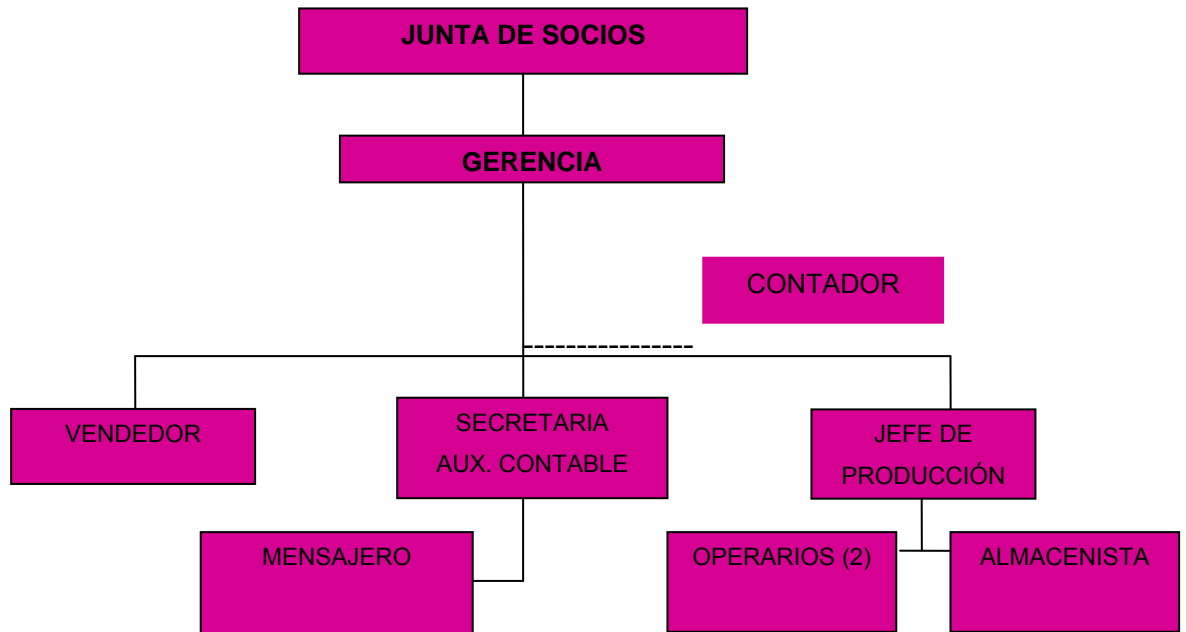 JUNTA DE SOCIOS
GERENCIA
CONTADOR
VENDEDOR
SECRETARIA
AUX. CONTABLE
JEFE DE
PRODUCCIÓN
MENSAJERO
OPERARIOS (2)
ALMACENISTA